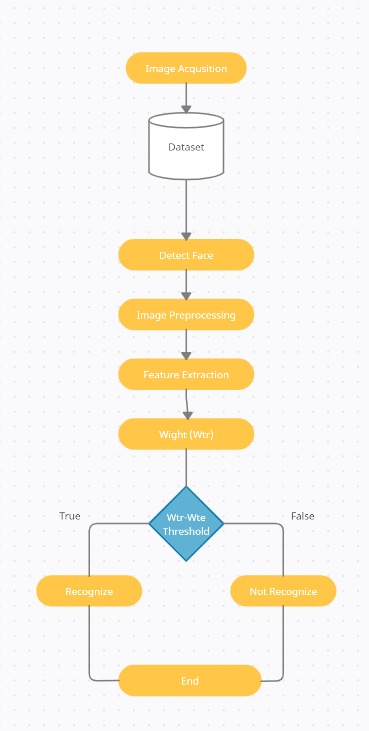 Image Acqusition
Dataset
Detect Face
Image Preprocessing
Feature Extraction
Wight (Wtr)
True
Wtr-Wte
Threshold
False
Recognize
Not Recognize
End